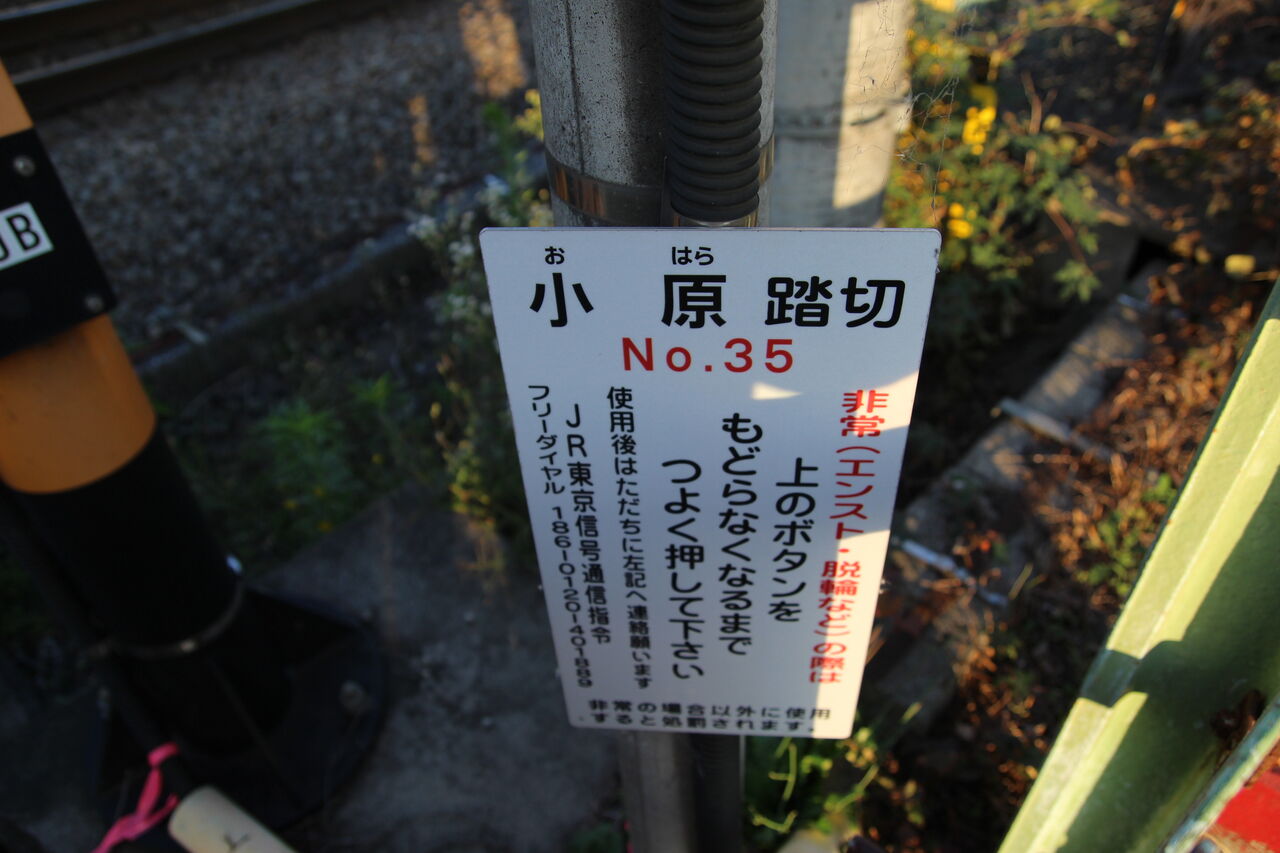 お はら
小原踏切
No.35
非常(エンスト・脱輪など)の際は
上のボタンを
もどらなくなるまで
つよく押して下さい
使用後はただちに左記へ連絡願います
JR東京信号通信指令
フリーダイヤル 186-0120-401889
非常の場合以外に使用
すると処罰されます。